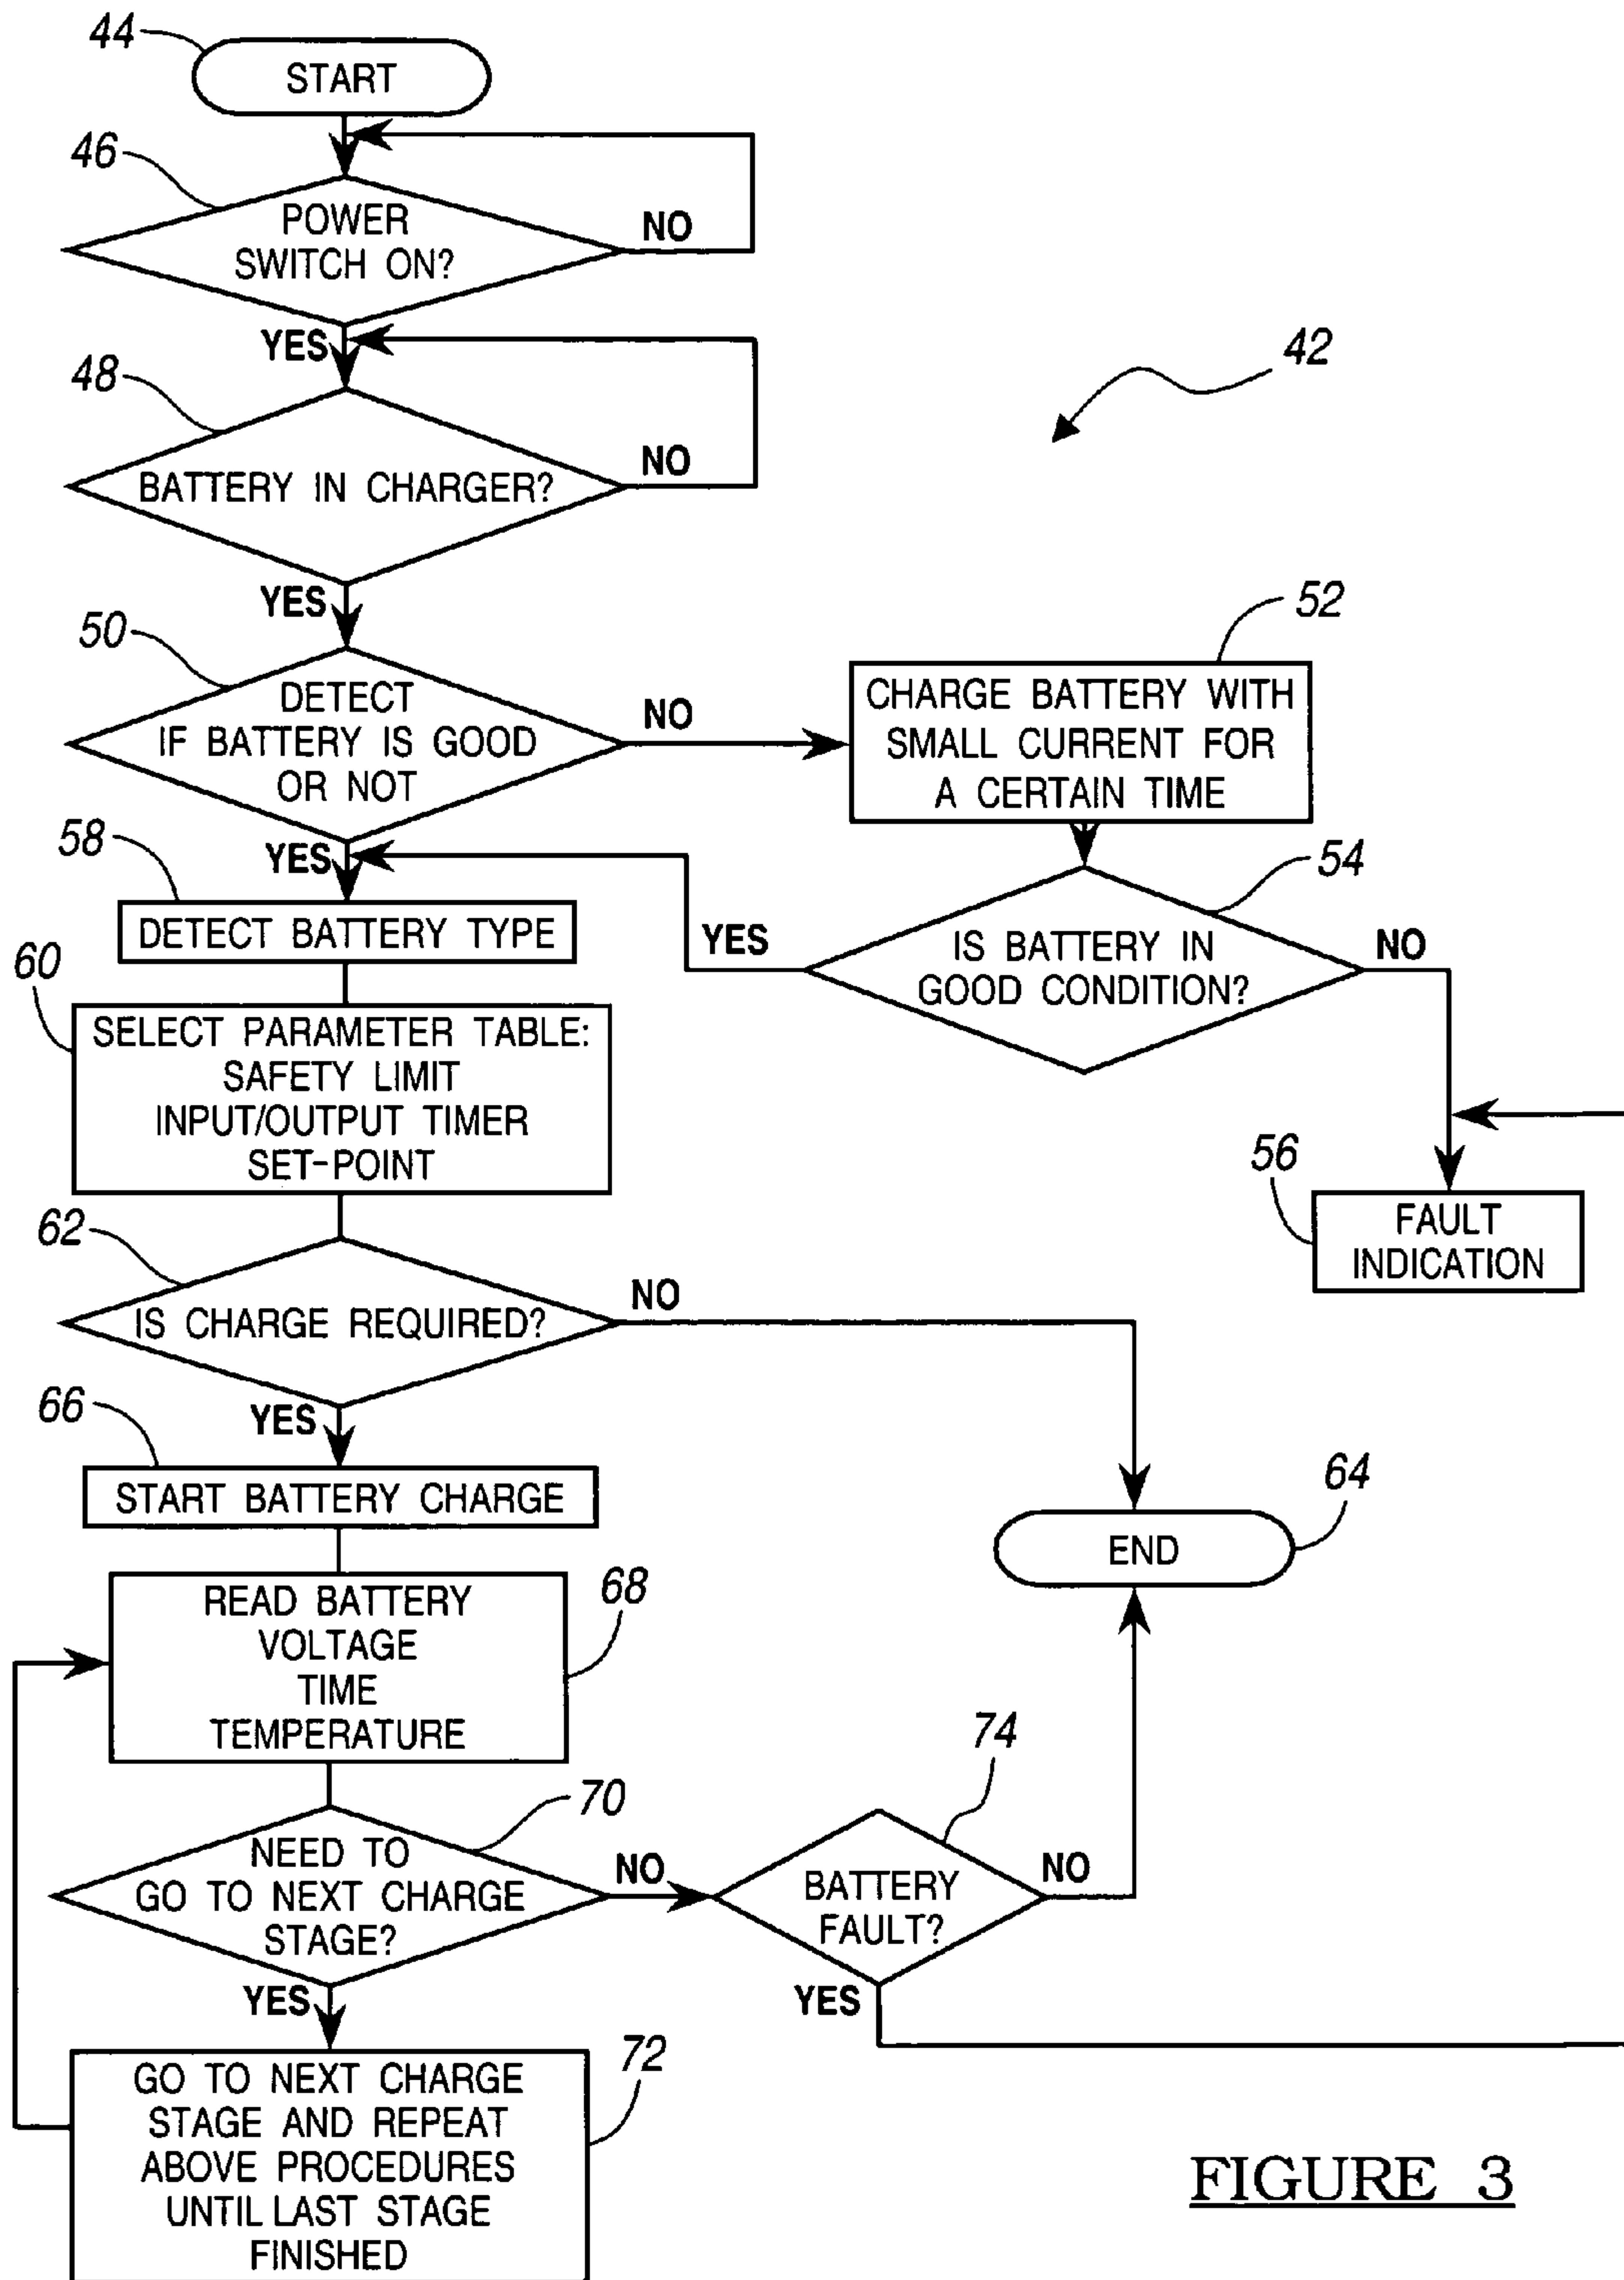 44
START
46
POWER
SWITCH ON?
NO
YES
42
48
BATTERY IN CHARGER?
NO
YES
50
DETECT
IF BATTERY IS GOOD
OR NOT
NO
52
CHARGE BATTERY WITH
SMALL CURRENT FOR
A CERTAIN TIME
YES
58
DETECT BATTERY TYPE
54
IS BATTERY IN
GOOD CONDITION?
YES
NO
60
SELECT PARAMETER TABLE:
SAFETY LIMIT
INPUT/OUTPUT TIMER
SET-POINT
56
FAULT
INDICATION
62
IS CHARGE REQUIRED?
NO
YES
66
START BATTERY CHARGE
64
END
68
READ BATTERY
VOLTAGE
TIME
TEMPERATURE
70
NEED TO
GO TO NEXT CHARGE
STAGE?
NO
74
BATTERY
FAULT?
NO
YES
YES
72
GO TO NEXT CHARGE
STAGE AND REPEAT
ABOVE PROCEDURES
UNTIL LAST STAGE
FINISHED
FIGURE 3